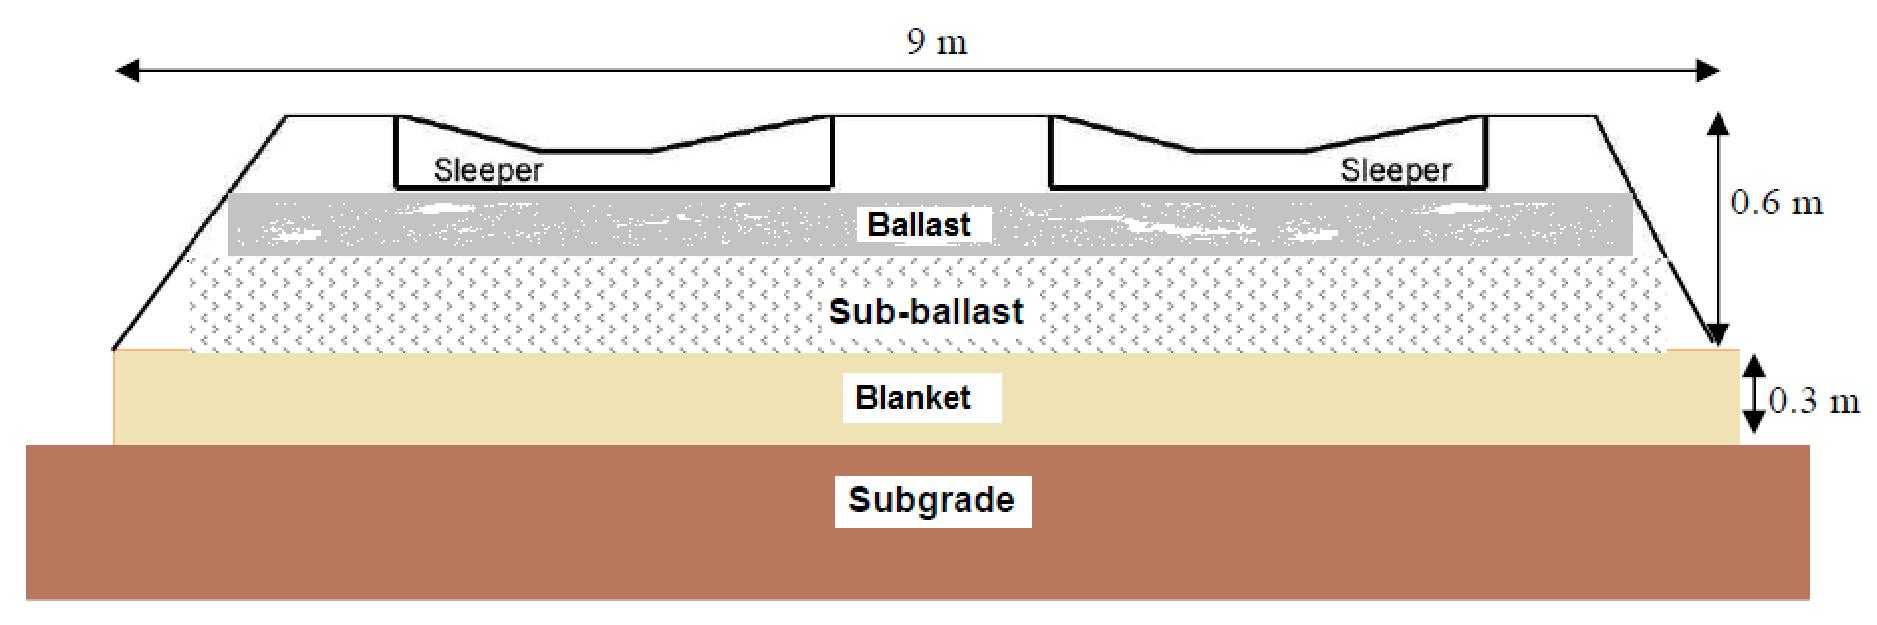 9 m
Sleeper
Sleeper
Ballast
0.6 m
Sub-ballast
Blanket
0.3 m
Subgrade